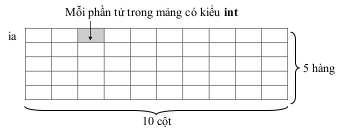 Mỗi phần tử trong mảng có kiểu int
ia
5 hàng
10 cột